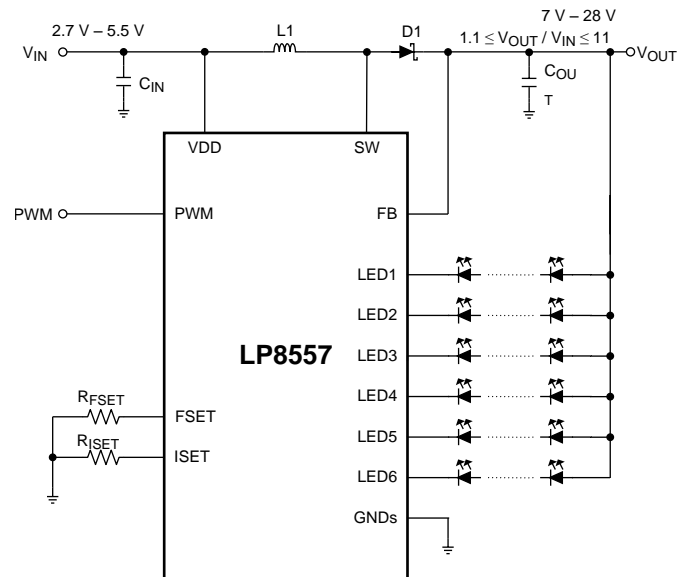 L1
D1
7 V – 28 V
2.7 V – 5.5 V
1.1 ≤ VOUT / VIN ≤ 11
VIN
VOUT
CIN
COU
T
VDD
SW
PWM
PWM
FB
LED1
LED2
LP8557
LED3
LED4
RFSET
FSET
LED5
RISET
ISET
LED6
GNDs